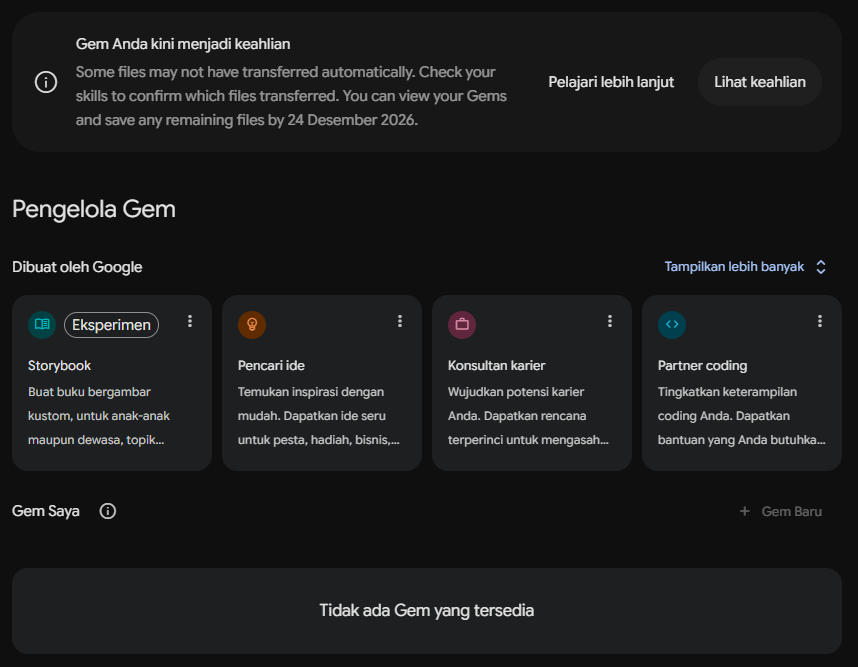 Gem Anda kini menjadi keahlian
Some files may not have transferred automatically. Check your
skills to confirm which files transferred. You can view your Gems
and save any remaining files by 24 Desember 2026.
Pelajari lebih lanjut
Lihat keahlian
Pengelola Gem
Dibuat oleh Google
Tampilkan lebih banyak
Eksperimen
Storybook
Buat buku bergambar
kustom, untuk anak-anak
maupun dewasa, topik...
Pencari ide
Temukan inspirasi dengan
mudah. Dapatkan ide seru
untuk pesta, hadiah, bisnis,...
Konsultan karier
Wujudkan potensi karier
Anda. Dapatkan rencana
terperinci untuk mengasah...
Partner coding
Tingkatkan keterampilan
coding Anda. Dapatkan
bantuan yang Anda butuhka...
Gem Saya
+ Gem Baru
Tidak ada Gem yang tersedia